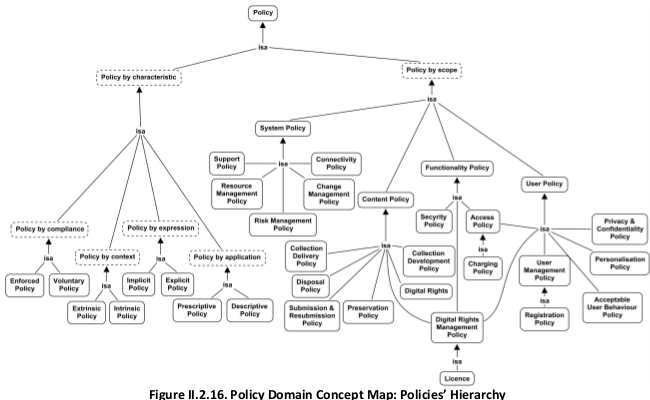 Policy
isa
Policy by characteristic
Policy by scope
isa
isa
System Policy
Support
Policy
isa
Connectivity
Policy
Resource
Management
Policy
Change
Management
Policy
Risk Management
Policy
Content Policy
Functionality Policy
User Policy
isa
Secyrity
Policy
Access
Policy
isa
Charging
Policy
isa
Privacy &
Confidentiality
Policy
User
Management
Policy
Personalisation
Policy
isa
Registration
Policy
Acceptable
User Behaviour
Policy
Policy by compliance
Policy by expression
Policy by context
Policy by application
isa
Enforced
Policy
Voluntary
Policy
isa
Extrinsic
Policy
Intrinsic
Policy
isa
Implicit
Policy
Explicit
Policy
isa
Prescriptive
Policy
Descriptive
Policy
isa
Collection
Delivery
Policy
Collection
Development
Policy
Disposal
Policy
Digital Rights
Submission &
Resubmission
Policy
Preservation
Policy
Digital Rights
Management
Policy
isa
Licence
Figure II.2.16. Policy Domain Concept Map: Policies' Hierarchy